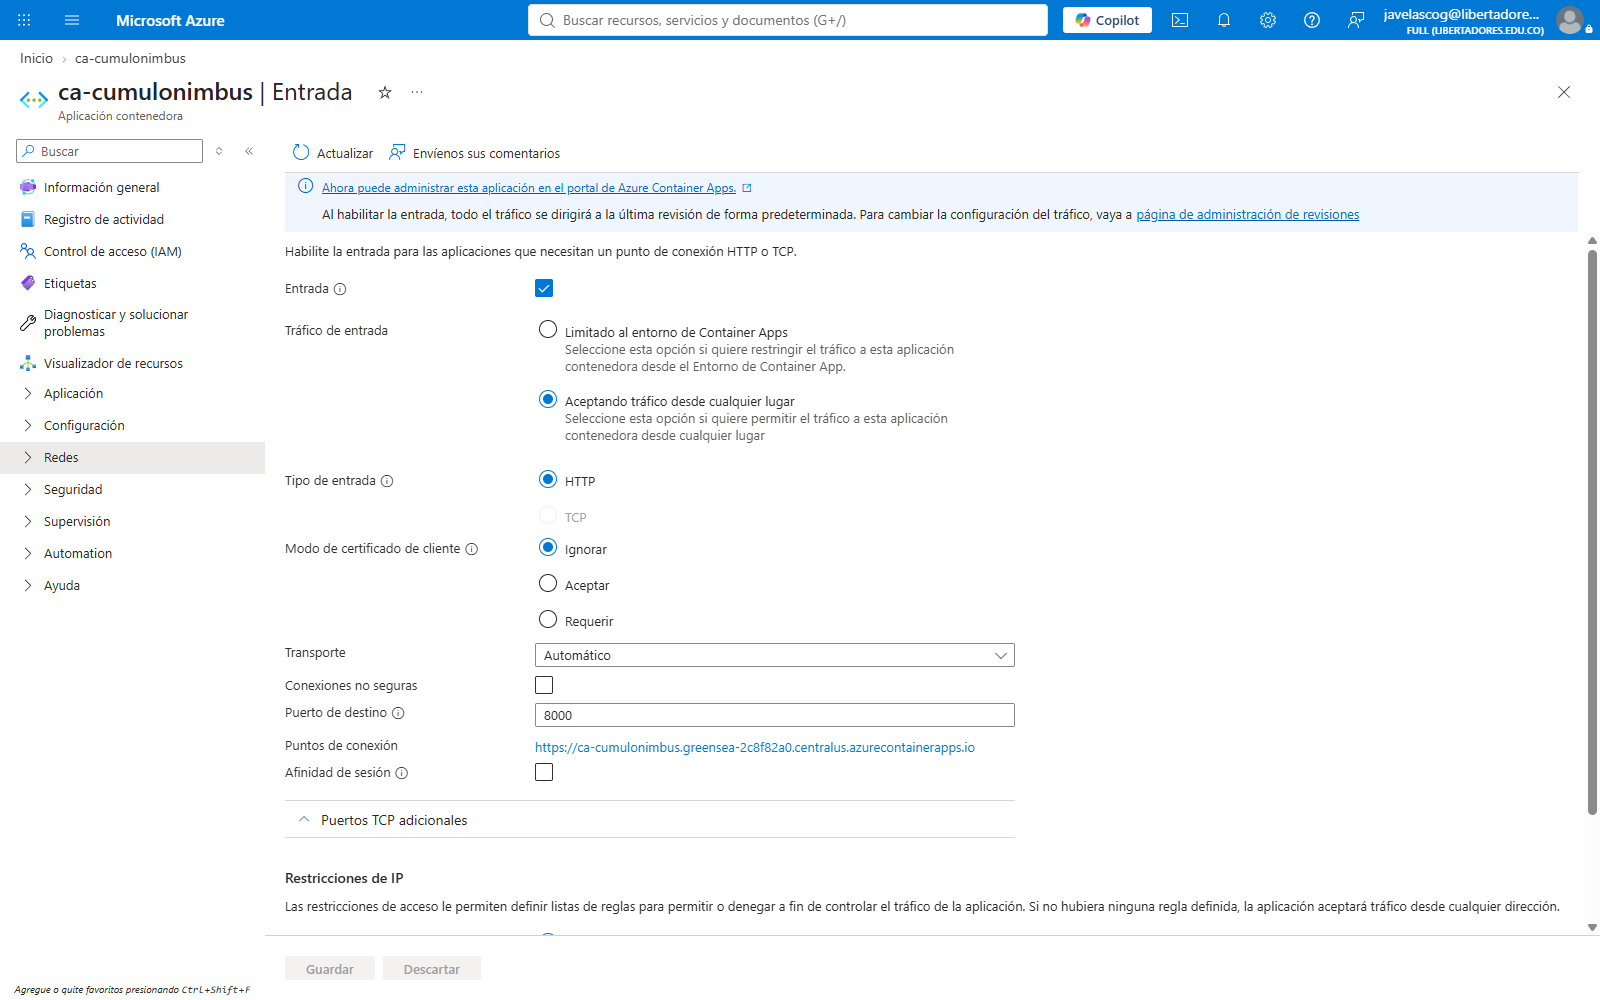 Microsoft Azure
Buscar recursos, servicios y documentos (G+/)
Copilot
javelascog@libertadore...
FULL (LIBERTADORES.EDU.CO)
Inicio > ca-cumulonimbus
ca-cumulonimbus | Entrada
Aplicación contenedora
Buscar
Información general
Registro de actividad
Control de acceso (IAM)
Etiquetas
Diagnosticar y solucionar
problemas
Visualizador de recursos
Aplicación
Configuración
Redes
Seguridad
Supervisión
Automation
Ayuda
Agregue o quite favoritos presionando Ctrl+Shift+F
Actualizar
Envíenos sus comentarios
Ahora puede administrar esta aplicación en el portal de Azure Container Apps.
Al habilitar la entrada, todo el tráfico se dirigirá a la última revisión de forma predeterminada. Para cambiar la configuración del tráfico, vaya a página de administración de revisiones
Habilite la entrada para las aplicaciones que necesitan un punto de conexión HTTP o TCP.
Entrada
Tráfico de entrada
Limitado al entorno de Container Apps
Seleccione esta opción si quiere restringir el tráfico a esta aplicación
contenedora desde el Entorno de Container App.
Aceptando tráfico desde cualquier lugar
Seleccione esta opción si quiere permitir el tráfico a esta aplicación
contenedora desde cualquier lugar
Tipo de entrada
HTTP
TCP
Modo de certificado de cliente
Ignorar
Aceptar
Requerir
Transporte
Automático
Conexiones no seguras
Puerto de destino
8000
Puntos de conexión
https://ca-cumulonimbus.greensea-2c8f82a0.centralus.azurecontainerapps.io
Afinidad de sesión
Puertos TCP adicionales
Restricciones de IP
Las restricciones de acceso le permiten definir listas de reglas para permitir o denegar a fin de controlar el tráfico de la aplicación. Si no hubiera ninguna regla definida, la aplicación aceptará tráfico desde cualquier dirección.
Guardar
Descartar